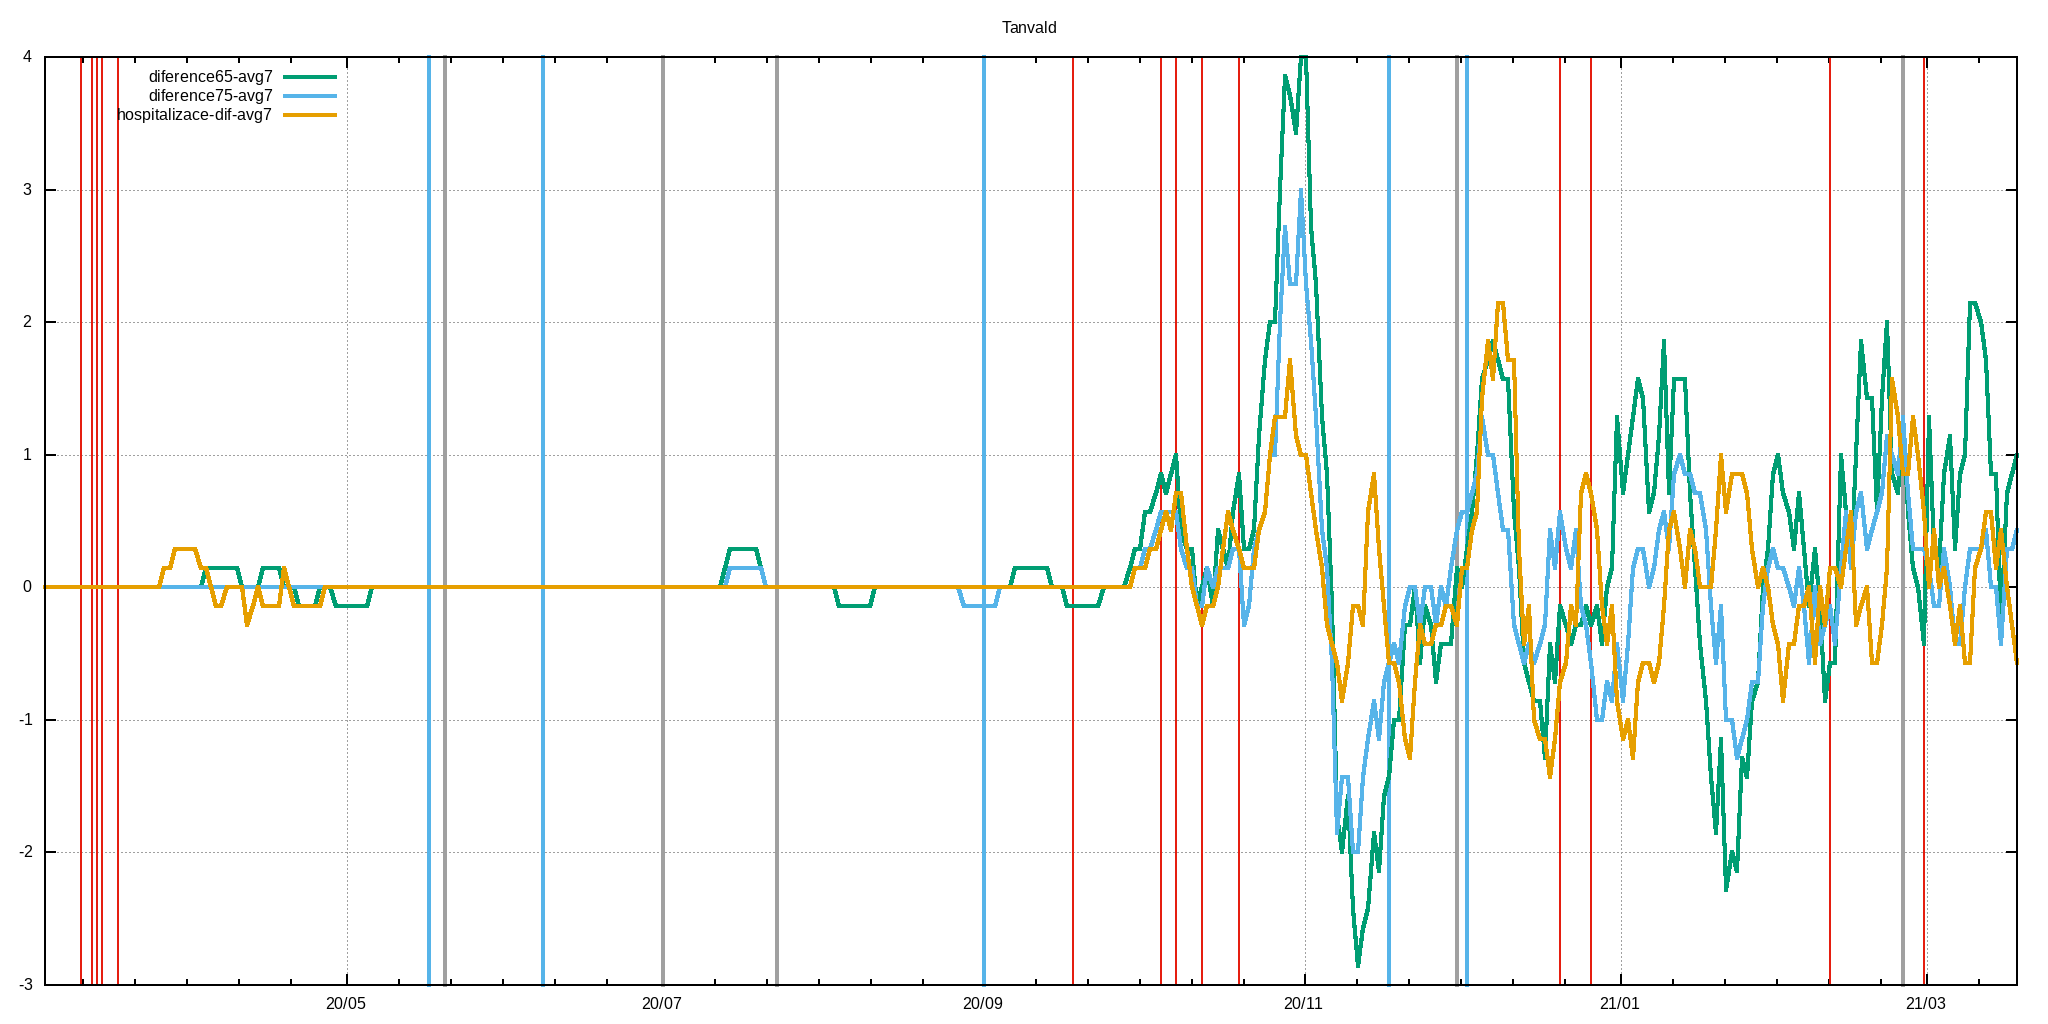 Tanvald
4
diference65-avg7
diference75-avg7
hospitalizace-dif-avg7
3
2
1
0
-1
-2
-3
20/05 20/07 20/09 20/11 21/01 21/03